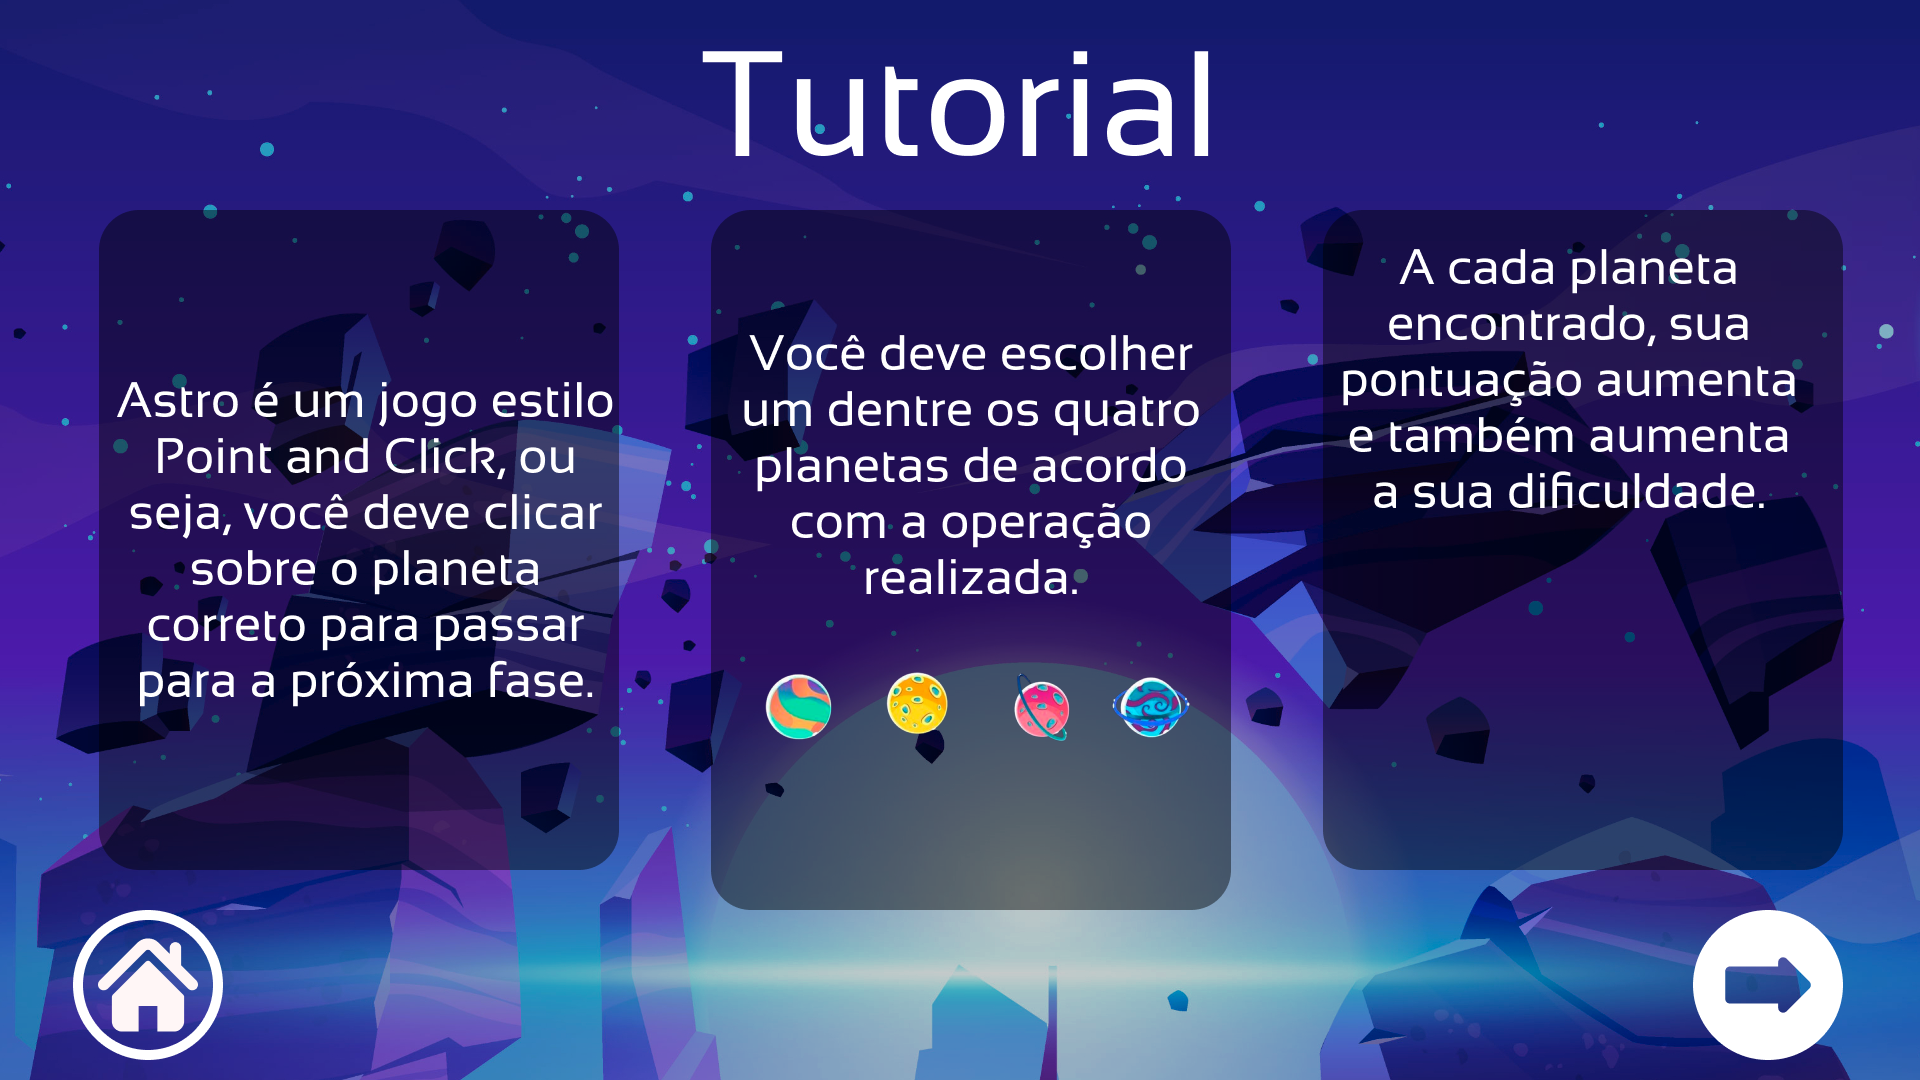 Tutorial
Astro é um jogo estilo
Point and Click, ou
seja, você deve clicar
sobre o planeta
correto para passar
para a próxima fase.
Você deve escolher
um dentre os quatro
planetas de acordo
com a operação
realizada.
A cada planeta
encontrado, sua
pontuação aumenta
e também aumenta
a sua dificuldade.